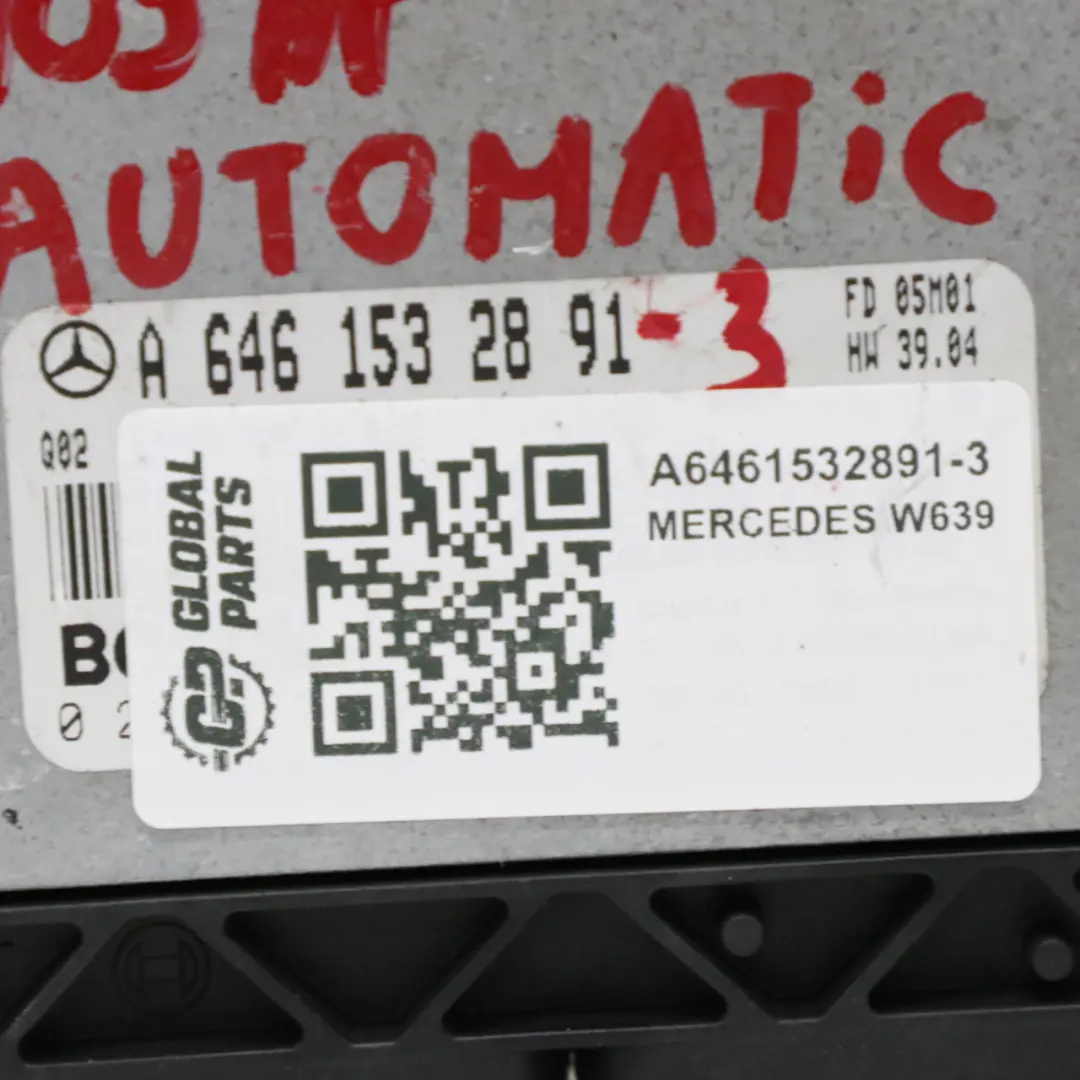 AUTOMATiC
A 646 153 28 91 -3
FD 05M01
HW 39.04
Q02
GLOBAL
PARTS
A6461532891-3
MERCEDES W639